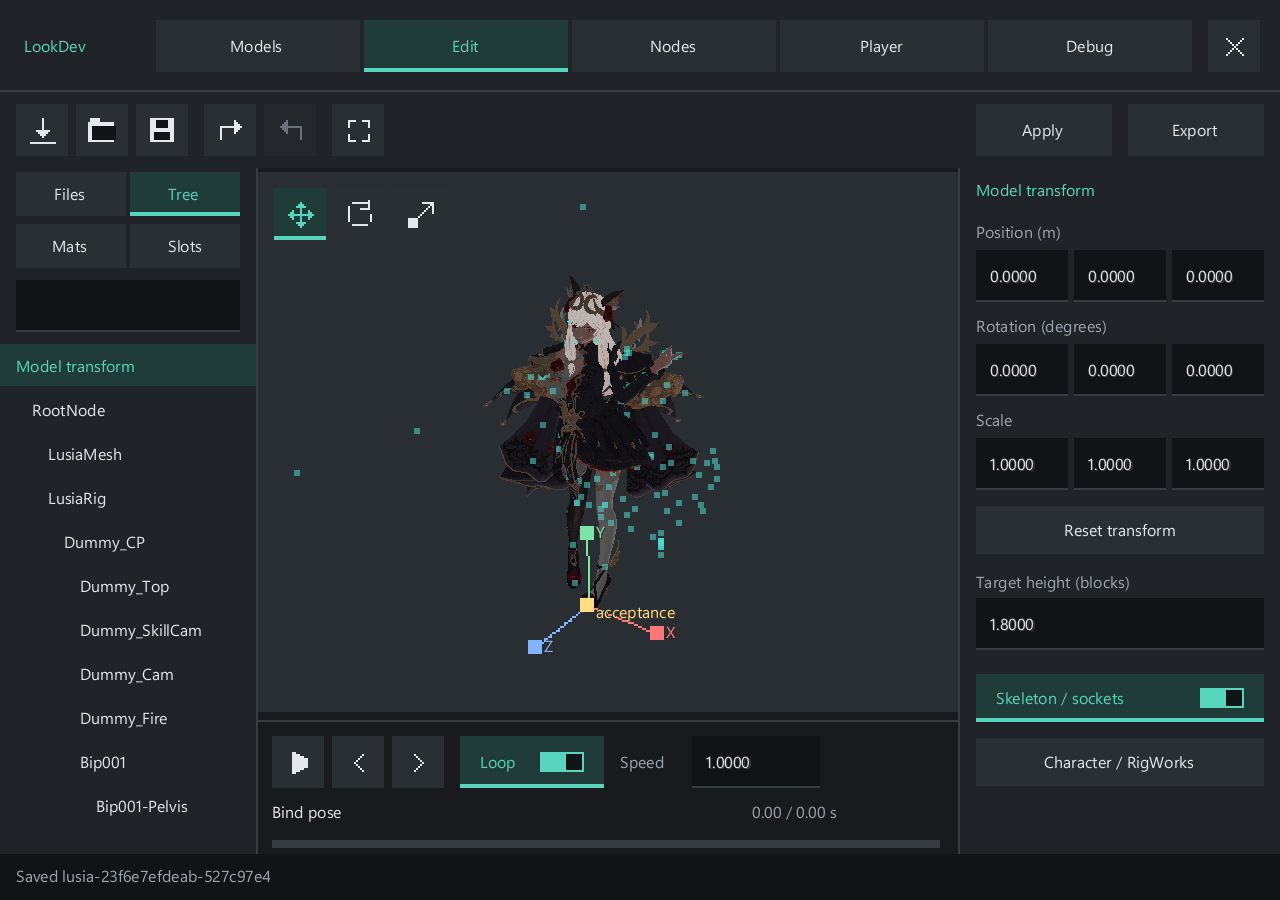 LookDev
Models
Edit
Nodes
Player
Debug
Apply
Export
Files
Tree
Mats
Slots
Model transform
RootNode
LusiaMesh
LusiaRig
Dummy_CP
Dummy_Top
Dummy_SkillCam
Dummy_Cam
Dummy_Fire
Bip001
Bip001-Pelvis
Y
acceptance
X
Z
Loop
Speed
1.0000
Bind pose
0.00 / 0.00 s
Model transform
Position (m)
0.0000 0.0000 0.0000
Rotation (degrees)
0.0000 0.0000 0.0000
Scale
1.0000 1.0000 1.0000
Reset transform
Target height (blocks)
1.8000
Skeleton / sockets
Character / RigWorks
Saved lusia-23f6e7efdeab-527c97e4